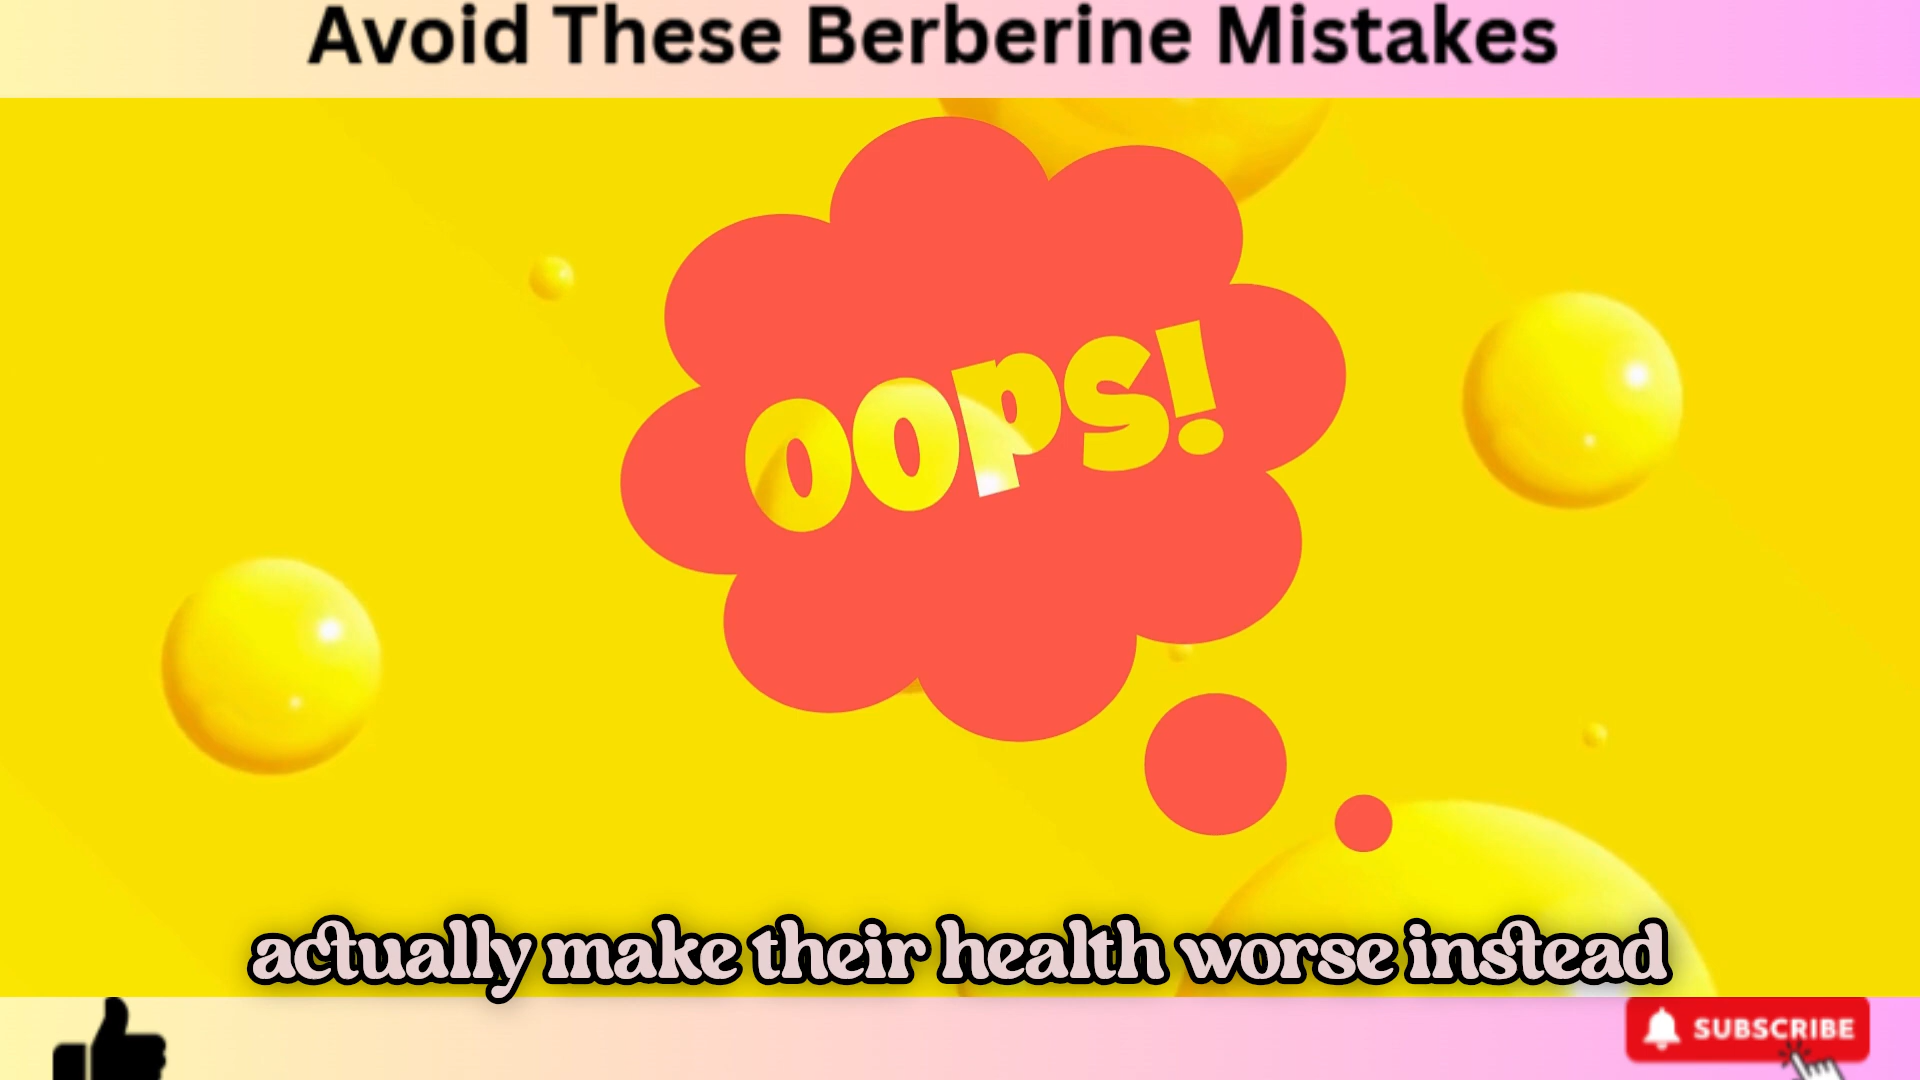 Avoid These Berberine Mistakes
OOPS!
actually make their health worse instead
SUBSCRIBE